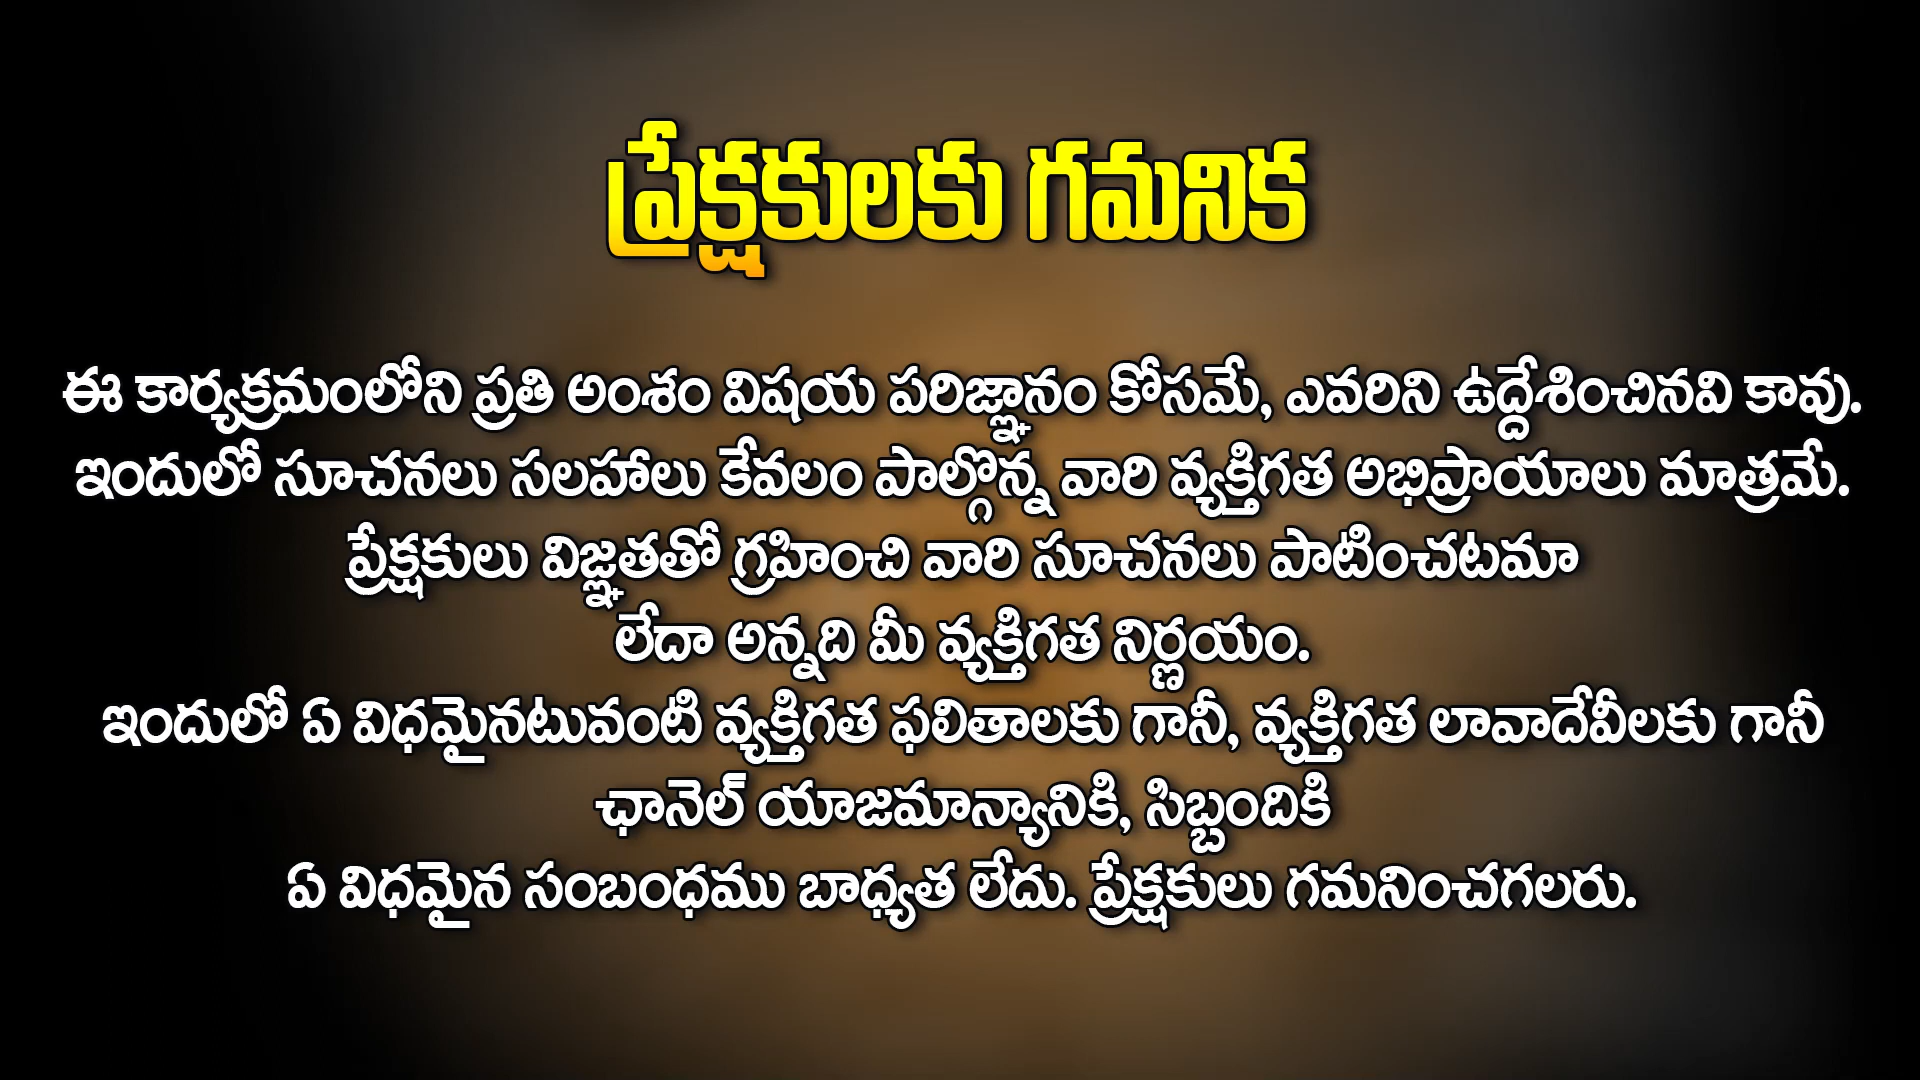 ప్రేక్షకులకు గమనిక
ఈ కార్యక్రమంలోని ప్రతి అంశం విషయ పరిజ్ఞానం కోసమే, ఎవరిని ఉద్దేశించినవి కావు.
ఇందులో సూచనలు సలహాలు కేవలం పాల్గొన్న వారి వ్యక్తిగత అభిప్రాయాలు మాత్రమే.
ప్రేక్షకులు విజ్ఞతతో గ్రహించి వారి సూచనలు పాటించటమా
లేదా అన్నది మీ వ్యక్తిగత నిర్ణయం.
ఇందులో ఏ విధమైనటువంటి వ్యక్తిగత ఫలితాలకు గానీ, వ్యక్తిగత లావాదేవీలకు గానీ
ఛానెల్ యాజమాన్యానికి, సిబ్బందికి
ఏ విధమైన సంబంధము బాధ్యత లేదు. ప్రేక్షకులు గమనించగలరు.